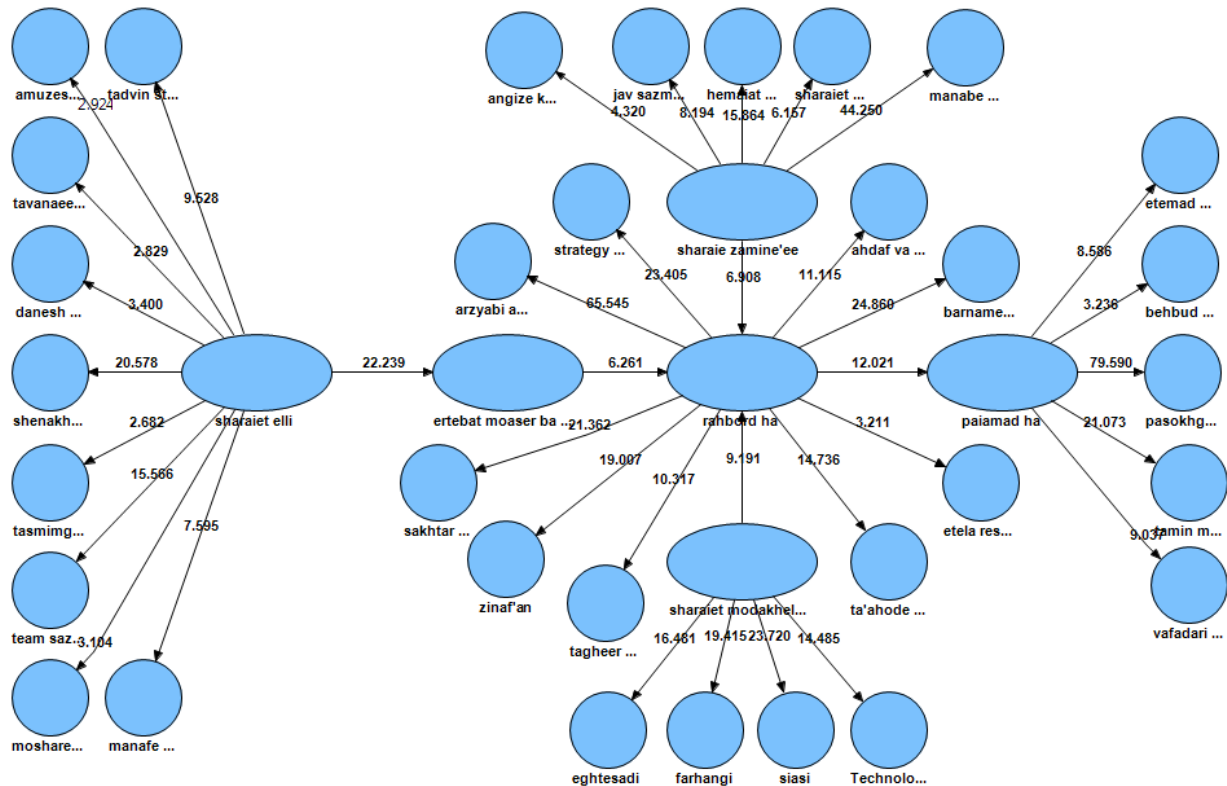 amuzes...
tadvin st...
2.924
9.528
tavanaee...
2.829
danesh ...
3.400
shenakh...
20.578
sharaiet elli
tasmimg...
2.682
team saz...
15.566
moshare...
3.104
manafe ...
7.595
22.239
ertebat moaser ba ...
6.261
angize k...
jav sazm...
hemaiat ...
sharaiet ...
manabe ...
4.320
8.194
15.864
6.157
44.250
sharaie zamine'ee
6.908
strategy ...
23.405
ahdaf va ...
11.115
arzyabi a...
65.545
barname...
24.860
rahbord ha
12.021
paiamad ha
sakhtar ...
21.362
zinaf'an
19.007
tagheer ...
10.317
9.191
14.736
ta'ahode ...
3.211
etela res...
sharaiet modakhel...
16.481
19.415
23.720
14.485
eghtesadi
farhangi
siasi
Technolo...
etemad ...
8.586
behbud ...
3.236
pasokhg...
79.590
tamin m...
21.073
vafadari ...
9.037